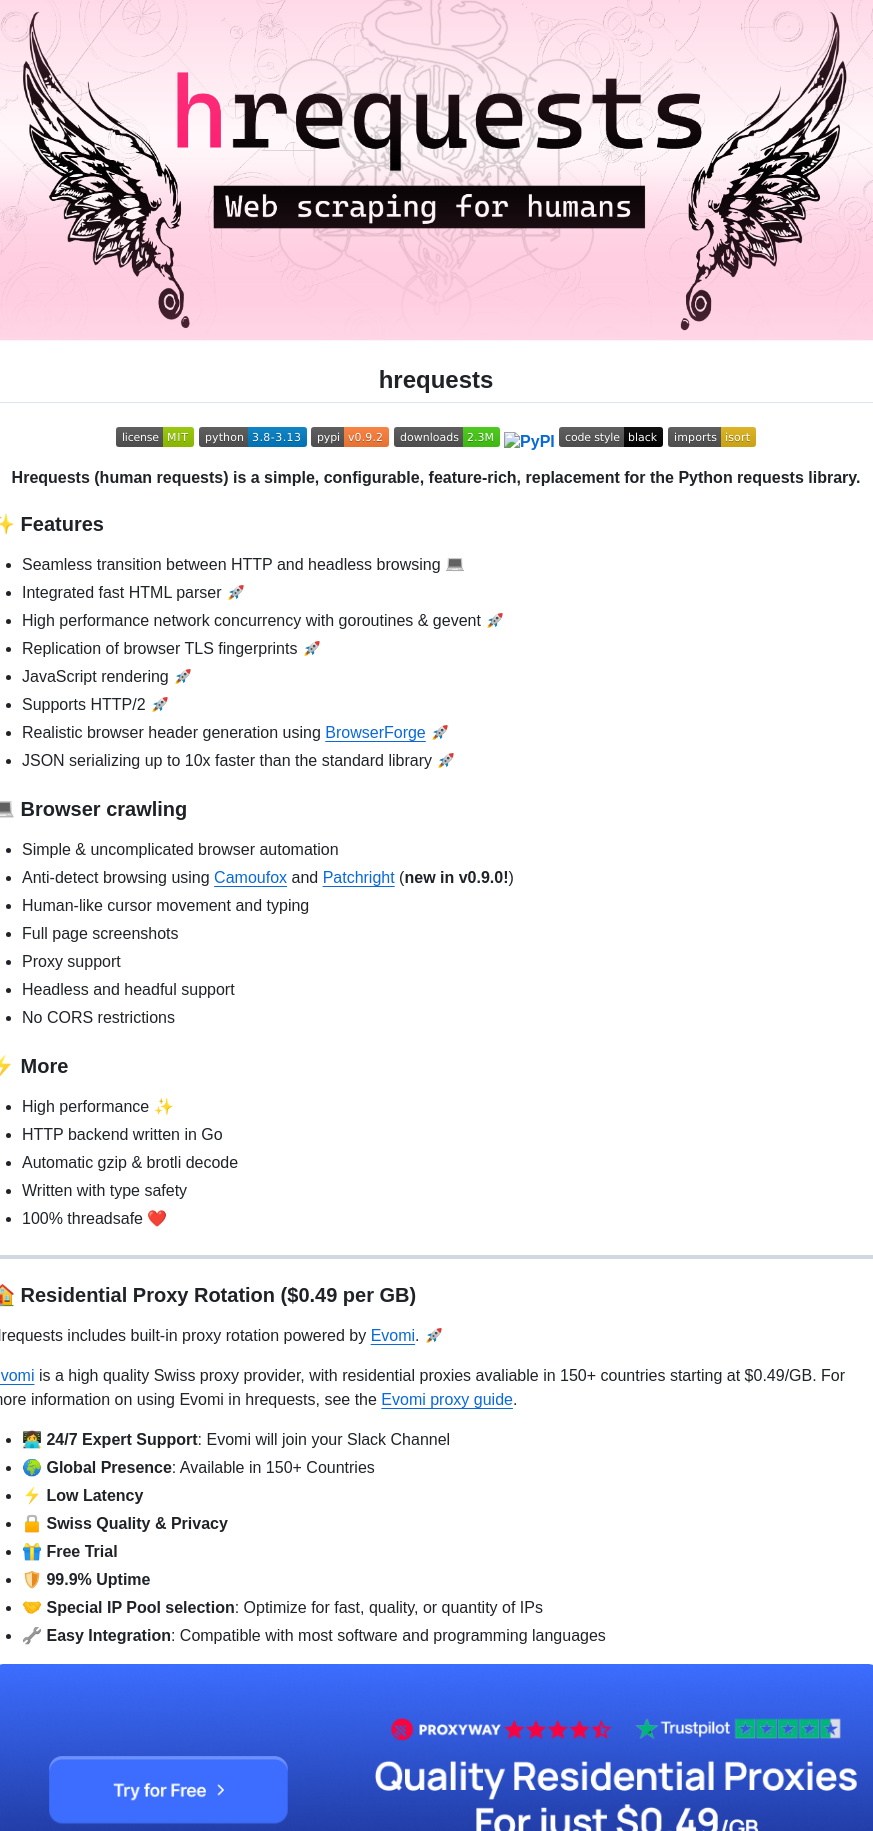 hrequests
Web scraping for humans
hrequests
license MIT python 3.8-3.13 pypi v0.9.2 downloads 2.3M PyPI code style black imports isort
Hrequests (human requests) is a simple, configurable, feature-rich, replacement for the Python requests library.
✨ Features
• Seamless transition between HTTP and headless browsing 💻
• Integrated fast HTML parser 🚀
• High performance network concurrency with goroutines & gevent 🚀
• Replication of browser TLS fingerprints 🚀
• JavaScript rendering 🚀
• Supports HTTP/2 🚀
• Realistic browser header generation using BrowserForge 🚀
• JSON serializing up to 10x faster than the standard library 🚀
💻 Browser crawling
• Simple & uncomplicated browser automation
• Anti-detect browsing using Camoufox and Patchright (new in v0.9.0!)
• Human-like cursor movement and typing
• Full page screenshots
• Proxy support
• Headless and headful support
• No CORS restrictions
⚡ More
• High performance ✨
• HTTP backend written in Go
• Automatic gzip & brotli decode
• Written with type safety
• 100% threadsafe ❤️
🏠 Residential Proxy Rotation ($0.49 per GB)
requests includes built-in proxy rotation powered by Evomi. 🚀
vomi is a high quality Swiss proxy provider, with residential proxies avaliable in 150+ countries starting at $0.49/GB. For
ore information on using Evomi in hrequests, see the Evomi proxy guide.
• 👩‍💻 24/7 Expert Support: Evomi will join your Slack Channel
• 🌍 Global Presence: Available in 150+ Countries
• ⚡ Low Latency
• 🔒 Swiss Quality & Privacy
• 🎁 Free Trial
• 🛡️ 99.9% Uptime
• 🤝 Special IP Pool selection: Optimize for fast, quality, or quantity of IPs
• 🔧 Easy Integration: Compatible with most software and programming languages
PROXYWAY Trustpilot
Try for Free >
Quality Residential Proxies
For just $0.49/GB